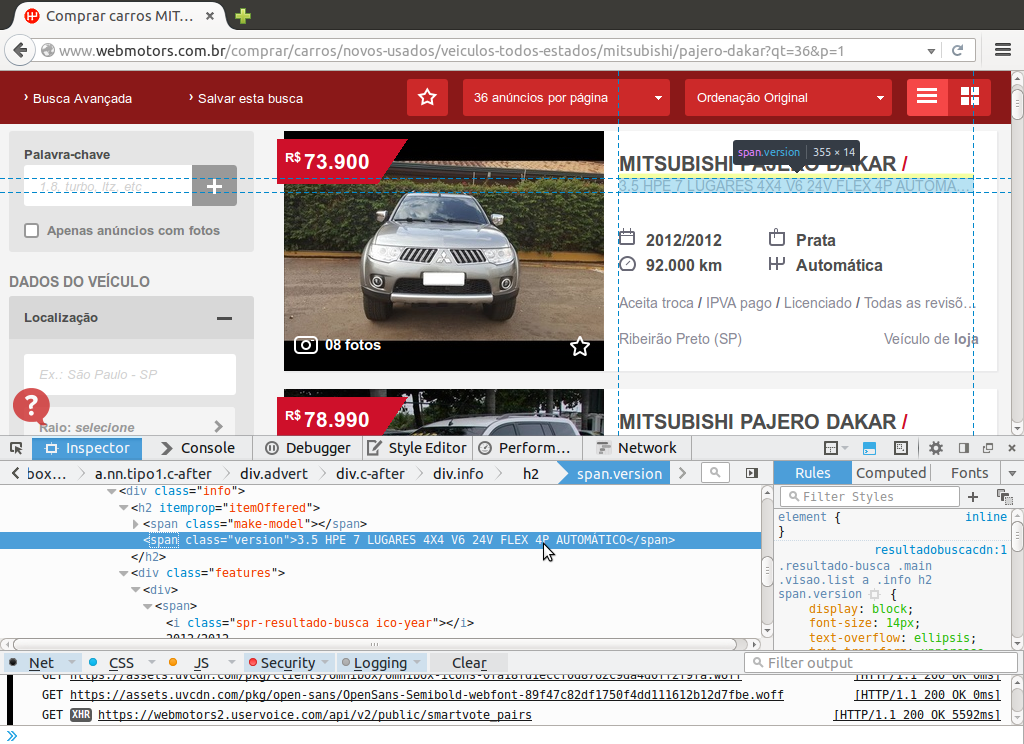 Comprar carros MIT...
www.webmotors.com.br/comprar/carros/novos-usados/veiculos-todos-estados/mitsubishi/pajero-dakar?qt=36&p=1
› Busca Avançada › Salvar esta busca 36 anúncios por página Ordenação Original
Palavra-chave
1.8, turbo, ltz, etc +
Apenas anúncios com fotos
DADOS DO VEÍCULO
Localização
Ex.: São Paulo - SP
? Raio: selecione
R$ 73.900
08 fotos
span.version 355 × 14
MITSUBISHI PAJERO DAKAR /
3.5 HPE 7 LUGARES 4X4 V6 24V FLEX 4P AUTOMA...
2012/2012 Prata
92.000 km Automática
Aceita troca / IPVA pago / Licenciado / Todas as revisõ...
Ribeirão Preto (SP) Veículo de loja
R$ 78.990
MITSUBISHI PAJERO DAKAR /
Inspector Console Debugger Style Editor Perform... Network
box... a.nn.tipo1.c-after div.advert div.c-after div.info h2 span.version
Rules Computed Fonts
<div class="info">
<h2 itemprop="itemOffered">
<span class="make-model"></span>
<span class="version">3.5 HPE 7 LUGARES 4X4 V6 24V FLEX 4P AUTOMÁTICO</span>
</h2>
<div class="features">
<div>
<span>
<i class="spr-resultado-busca ico-year"></i>
2012/2012
Filter Styles
element { inline
}
resultadobuscacdn:1
.resultado-busca .main
.visao.list a .info h2
span.version {
display: block;
font-size: 14px;
text-overflow: ellipsis;
text-transform: uppercase
Net CSS JS Security Logging Clear Filter output
GET https://assets.uvcdn.com/pkg/clients/omnibox/omnibox-icons- [HTTP/1.1 200 OK 0ms]
GET https://assets.uvcdn.com/pkg/open-sans/OpenSans-Semibold-webfont-89f47c82df1750f4dd111612b12d7fbe.woff [HTTP/1.1 200 OK 0ms]
GET XHR https://webmotors2.uservoice.com/api/v2/public/smartvote_pairs [HTTP/1.1 200 OK 5592ms]